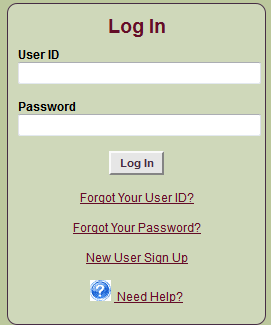 Log In
User ID
Password
Log In
Forgot Your User ID?
Forgot Your Password?
New User Sign Up
? Need Help?